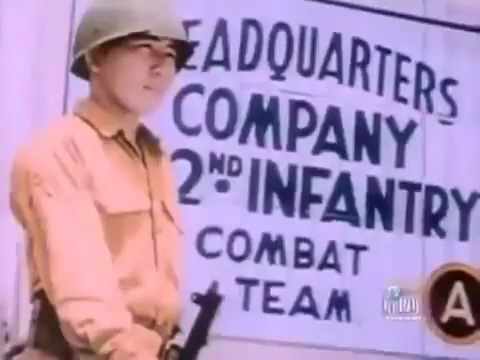 EADQUARTERS
COMPANY
2ND INFANTRY
COMBAT
TEAM
A